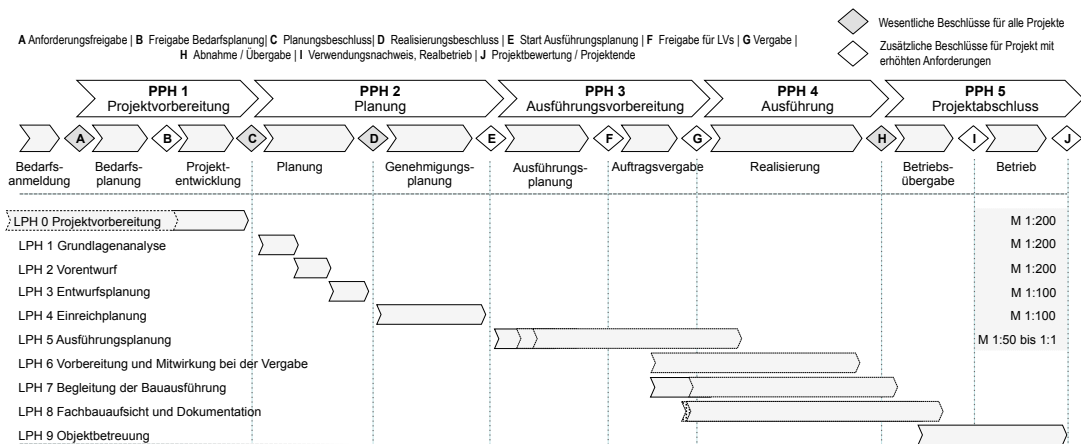 Wesentliche Beschlüsse für alle Projekte
Zusätzliche Beschlüsse für Projekt mit
erhöhten Anforderungen
A Anforderungsfreigabe | B Freigabe Bedarfsplanung| C Planungsbeschluss| D Realisierungsbeschluss | E Start Ausführungsplanung | F Freigabe für LVs | G Vergabe |
H Abnahme / Übergabe | I Verwendungsnachweis, Realbetrieb | J Projektbewertung / Projektende
PPH 1
Projektvorbereitung
PPH 2
Planung
PPH 3
Ausführungsvorbereitung
PPH 4
Ausführung
PPH 5
Projektabschluss
A
B
C
D
E
F
G
H
I
J
Bedarfs-
anmeldung
Bedarfs-
planung
Projekt-
entwicklung
Planung
Genehmigungs-
planung
Ausführungs-
planung
Auftragsvergabe
Realisierung
Betriebs-
übergabe
Betrieb
LPH 0 Projektvorbereitung M 1:200
LPH 1 Grundlagenanalyse M 1:200
LPH 2 Vorentwurf M 1:200
LPH 3 Entwurfsplanung M 1:100
LPH 4 Einreichplanung M 1:100
LPH 5 Ausführungsplanung M 1:50 bis 1:1
LPH 6 Vorbereitung und Mitwirkung bei der Vergabe
LPH 7 Begleitung der Bauausführung
LPH 8 Fachbauaufsicht und Dokumentation
LPH 9 Objektbetreuung